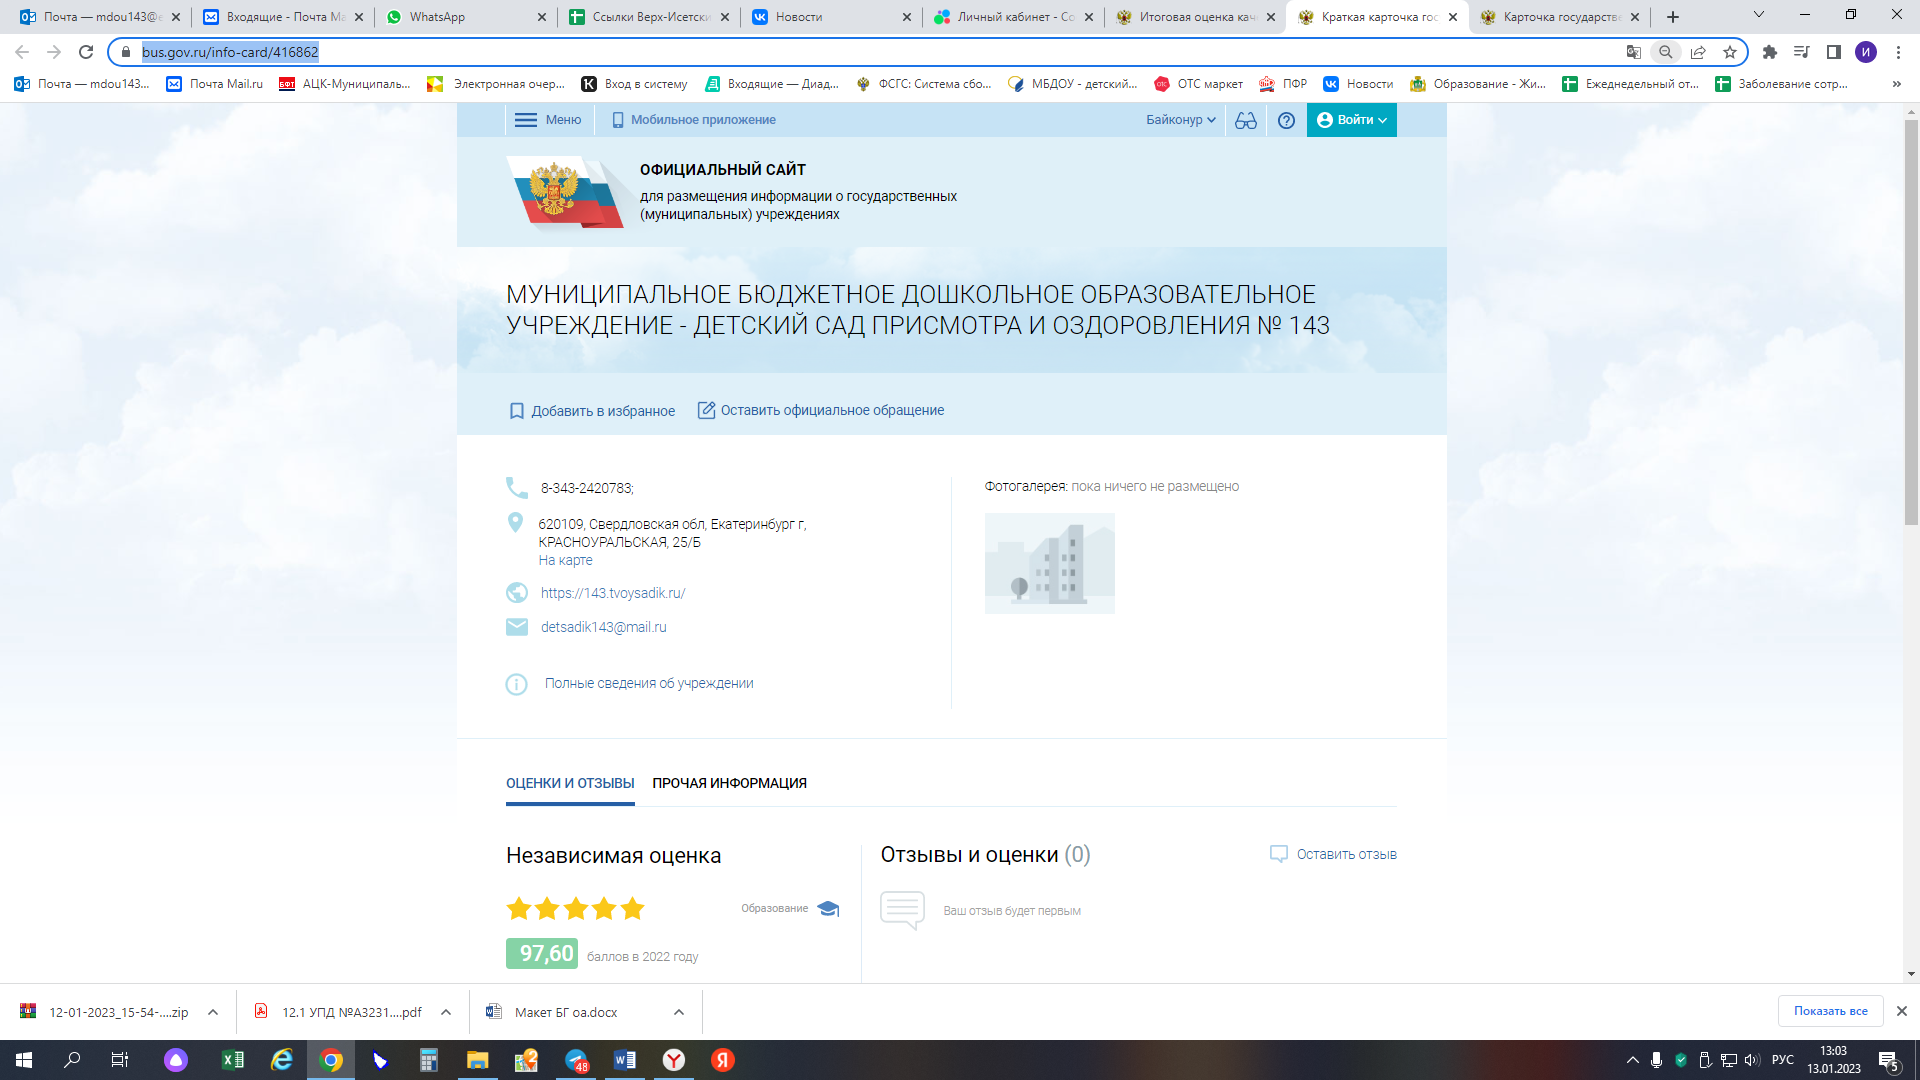 Почта — mdou143@e
Входящие - Почта Ma
WhatsApp
Ссылки Верх-Исетски
Новости
Личный кабинет - Со
Итоговая оценка кач
Краткая карточка гос
Карточка государстве
bus.gov.ru/info-card/416862
И
Почта — mdou143...
Почта Mail.ru
АЦК-Муниципаль...
Электронная очер...
Вход в систему
Входящие — Диад...
ФСГС: Система сбо...
МБДОУ - детский...
ОТС маркет
ПФР
Новости
Образование - Жи...
Ежеднедельный от...
Заболевание сотр...
»
Меню
Мобильное приложение
Байконур
Войти
ОФИЦИАЛЬНЫЙ САЙТ
для размещения информации о государственных
(муниципальных) учреждениях
МУНИЦИПАЛЬНОЕ БЮДЖЕТНОЕ ДОШКОЛЬНОЕ ОБРАЗОВАТЕЛЬНОЕ
УЧРЕЖДЕНИЕ - ДЕТСКИЙ САД ПРИСМОТРА И ОЗДОРОВЛЕНИЯ № 143
Добавить в избранное
Оставить официальное обращение
8-343-2420783;
620109, Свердловская обл, Екатеринбург г,
КРАСНОУРАЛЬСКАЯ, 25/Б
На карте
https://143.tvoysadik.ru/
detsadik143@mail.ru
Полные сведения об учреждении
Фотогалерея: пока ничего не размещено
ОЦЕНКИ И ОТЗЫВЫ
ПРОЧАЯ ИНФОРМАЦИЯ
Независимая оценка
Образование
97,60 баллов в 2022 году
Отзывы и оценки (0)
Оставить отзыв
Ваш отзыв будет первым
12-01-2023_15-54-....zip
12.1 УПД №А3231....pdf
Макет БГ оа.docx
Показать все
48
РУС
13:03
13.01.2023
5